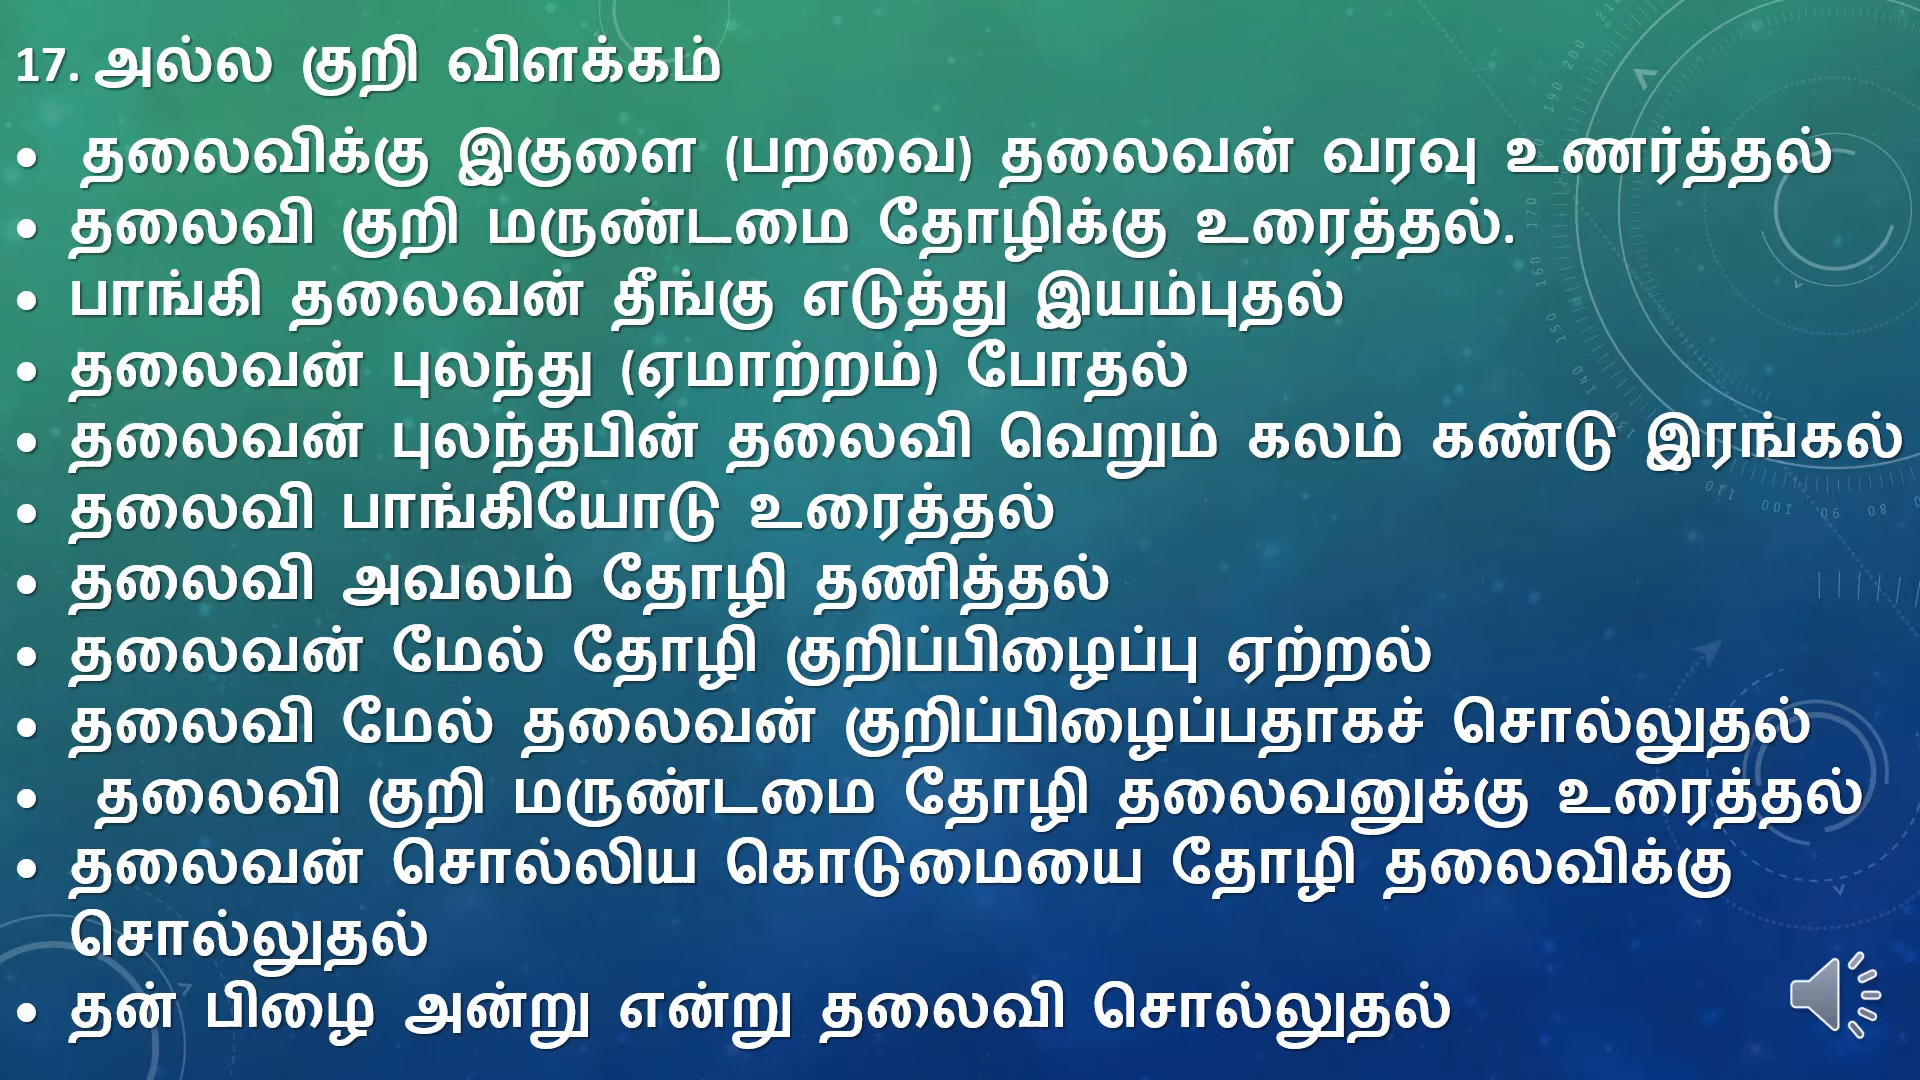 17. அல்ல குறி விளக்கம்
• தலைவிக்கு இகுளை (பறவை) தலைவன் வரவு உணர்த்தல்
• தலைவி குறி மருண்டமை தோழிக்கு உரைத்தல்.
• பாங்கி தலைவன் தீங்கு எடுத்து இயம்புதல்
• தலைவன் புலந்து (ஏமாற்றம்) போதல்
• தலைவன் புலந்தபின் தலைவி வெறும் கலம் கண்டு இரங்கல்
• தலைவி பாங்கியோடு உரைத்தல்
• தலைவி அவலம் தோழி தணித்தல்
• தலைவன் மேல் தோழி குறிப்பிழைப்பு ஏற்றல்
• தலைவி மேல் தலைவன் குறிப்பிழைப்பதாகச் சொல்லுதல்
• தலைவி குறி மருண்டமை தோழி தலைவனுக்கு உரைத்தல்
• தலைவன் சொல்லிய கொடுமையை தோழி தலைவிக்கு
சொல்லுதல்
• தன் பிழை அன்று என்று தலைவி சொல்லுதல்